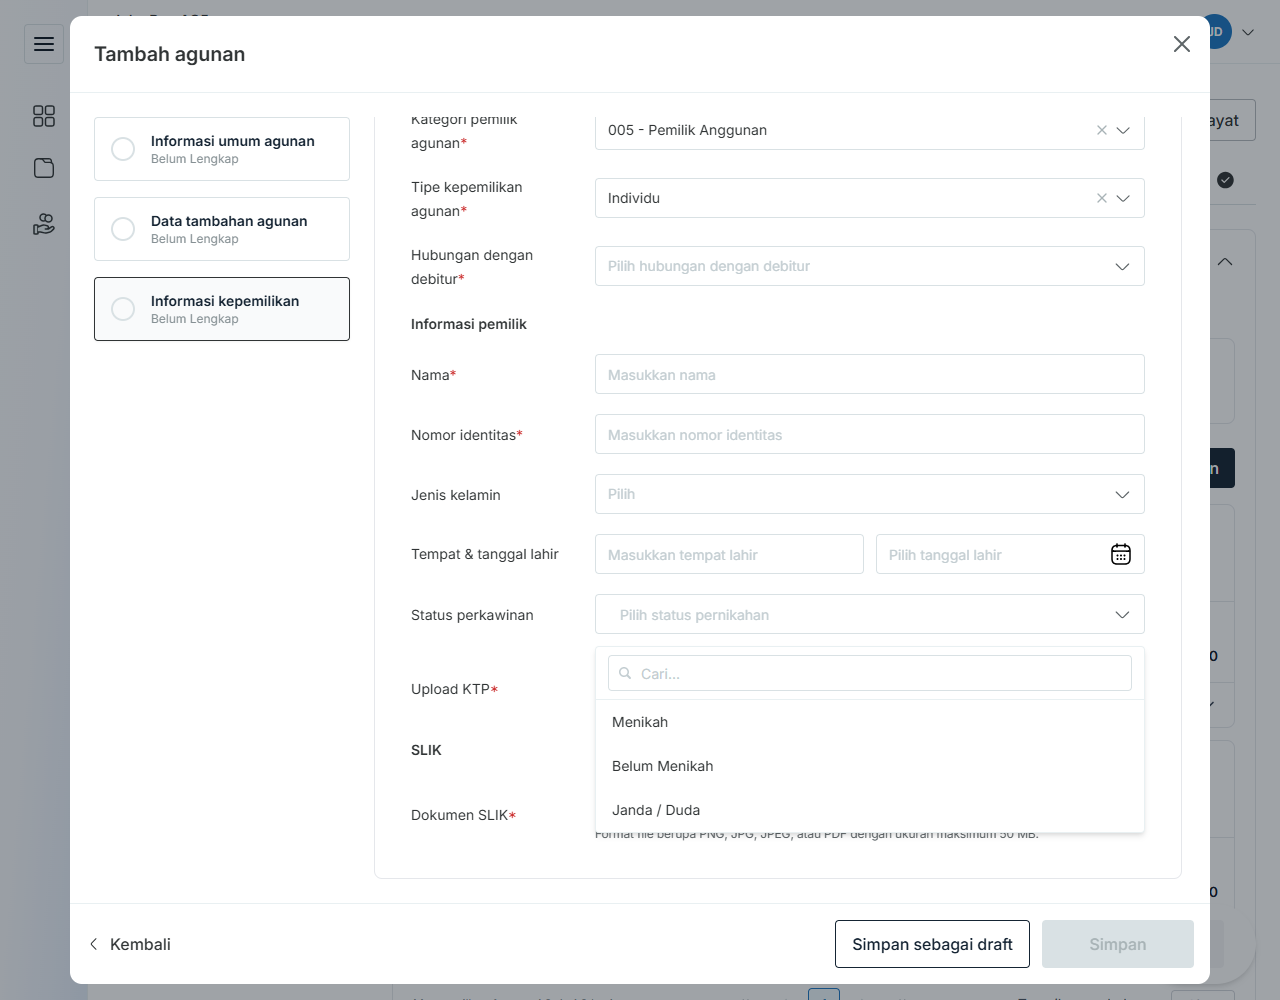 Tambah agunan
Informasi umum agunan
Belum Lengkap
Data tambahan agunan
Belum Lengkap
Informasi kepemilikan
Belum Lengkap
Kategori pemilik
agunan*
005 - Pemilik Anggunan
Tipe kepemilikan
agunan*
Individu
Hubungan dengan
debitur*
Pilih hubungan dengan debitur
Informasi pemilik
Nama*
Masukkan nama
Nomor identitas*
Masukkan nomor identitas
Jenis kelamin
Pilih
Tempat & tanggal lahir
Masukkan tempat lahir
Pilih tanggal lahir
Status perkawinan
Pilih status pernikahan
Cari...
Menikah
Belum Menikah
Janda / Duda
Upload KTP*
SLIK
Dokumen SLIK*
Format file berupa PNG, JPG, JPEG, atau PDF dengan ukuran maksimum 50 MB.
Kembali
Simpan sebagai draft
Simpan